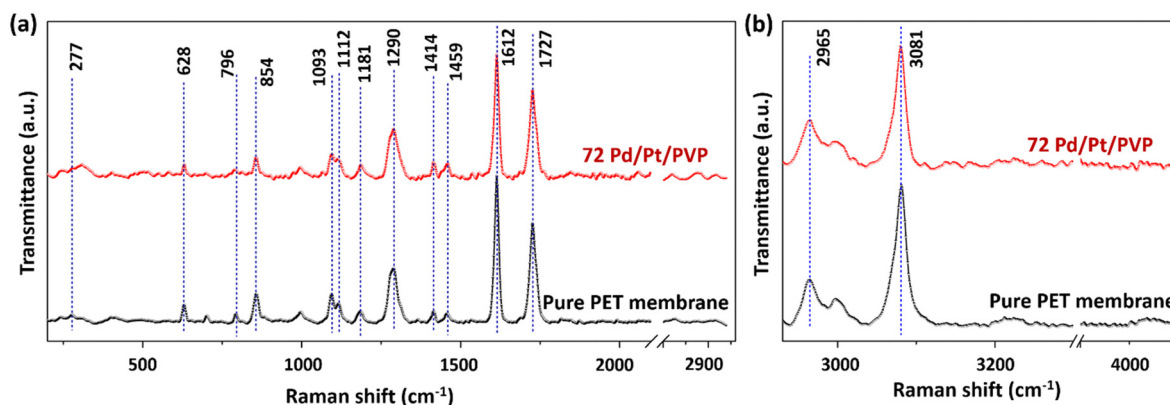 (a)
277
628
796
854
1093
1112
1181
1290
1414
1459
1612
1727
72 Pd/Pt/PVP
Pure PET membrane
Transmittance (a.u.)
500
1000
1500
2000
2900
Raman shift (cm⁻¹)
(b)
2965
3081
72 Pd/Pt/PVP
Pure PET membrane
Transmittance (a.u.)
3000
3200
4000
Raman shift (cm⁻¹)